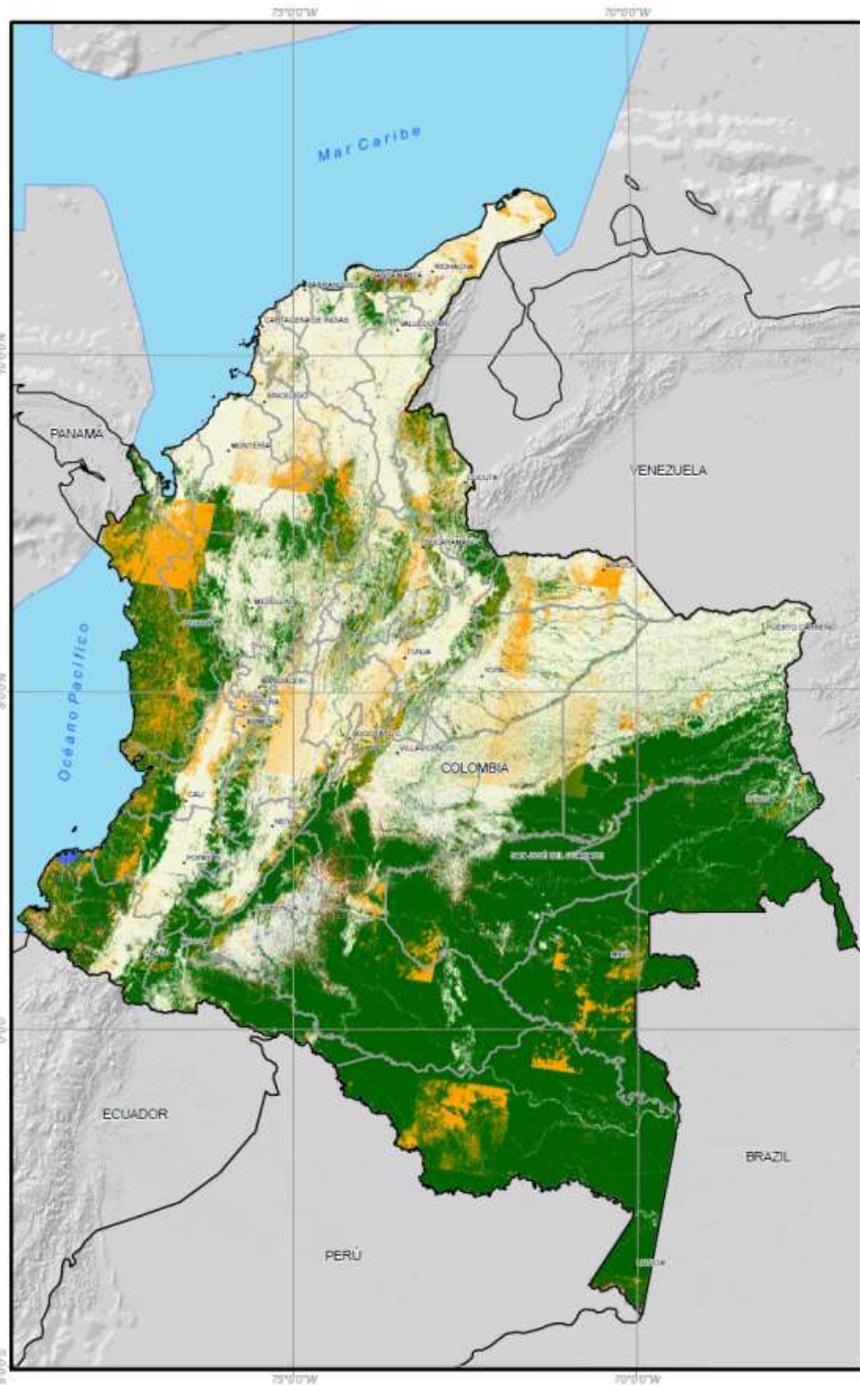 75°0'0"W
70°0'0"W
Mar Caribe
RIOHACHA
SANTA MARTA
BARRANQUILLA
CARTAGENA DE INDIAS
VALLEDUPAR
SINCELEJO
PANAMÁ
MONTERÍA
VENEZUELA
CÚCUTA
BUCARAMANGA
ARAUCA
MEDELLÍN
PUERTO CARREÑO
QUIBDÓ
TUNJA
YOPAL
Océano Pacífico
MANIZALES
PEREIRA
ARMENIA
VILLAVICENCIO
COLOMBIA
CALI
NEIVA
POPAYÁN
SAN JOSÉ DEL GUAVIARE
MITÚ
ECUADOR
BRAZIL
PERÚ
LETICIA
75°0'0"W
70°0'0"W